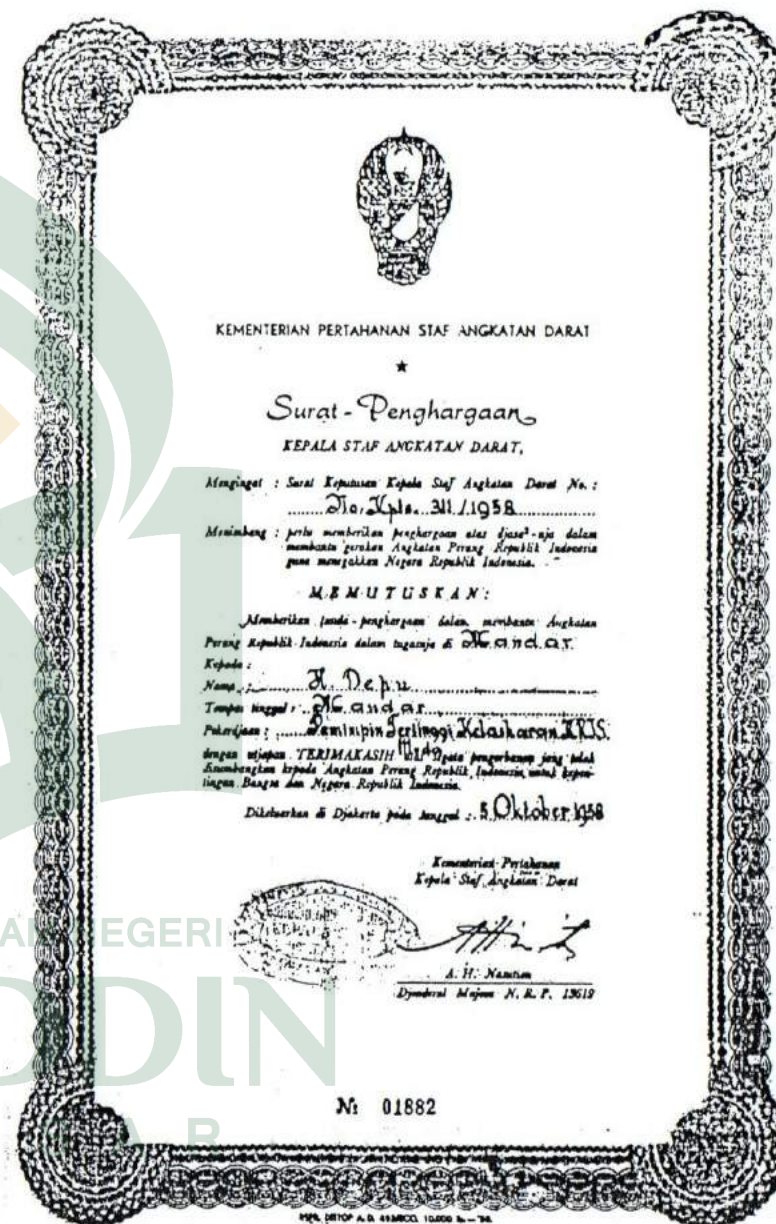 KEMENTERIAN PERTAHANAN STAF ANGKATAN DARAT
Surat-Penghargaan
KEPALA STAF ANGKATAN DARAT,
Mengingat : Surat Keputusan Kepala Staf Angkatan Darat No. :
No. Kpts. 311/1958
Menimbang : perlu memberikan penghargaan atas djasa²-nja dalam
membantu gerakan Angkatan Perang Republik Indonesia
guna menegakkan Negara Republik Indonesia.
MEMUTUSKAN:
Memberikan tanda-penghargaan dalam membantu Angkatan
Perang Republik Indonesia dalam tugasnja di Mandar
Kepada :
Nama : H. Depu
Tempat tinggal : Mandar
Pekerdjaan : Pemimpin Tertinggi Kelaskaran KRIS.
Muda
dengan utjapan TERIMAKASIH segala pengorbanan jang telah
disumbangkan kepada Angkatan Perang Republik Indonesia untuk kepen-
tingan Bangsa dan Negara Republik Indonesia.
Dikeluarkan di Djakarta pada tanggal : 5 Oktober 1958
Kementerian Pertahanan
Kepala Staf Angkatan Darat
A. H. Nasution
Djenderal Major N. R. P. 13619
NEGERI
DDIN
A R
No 01882